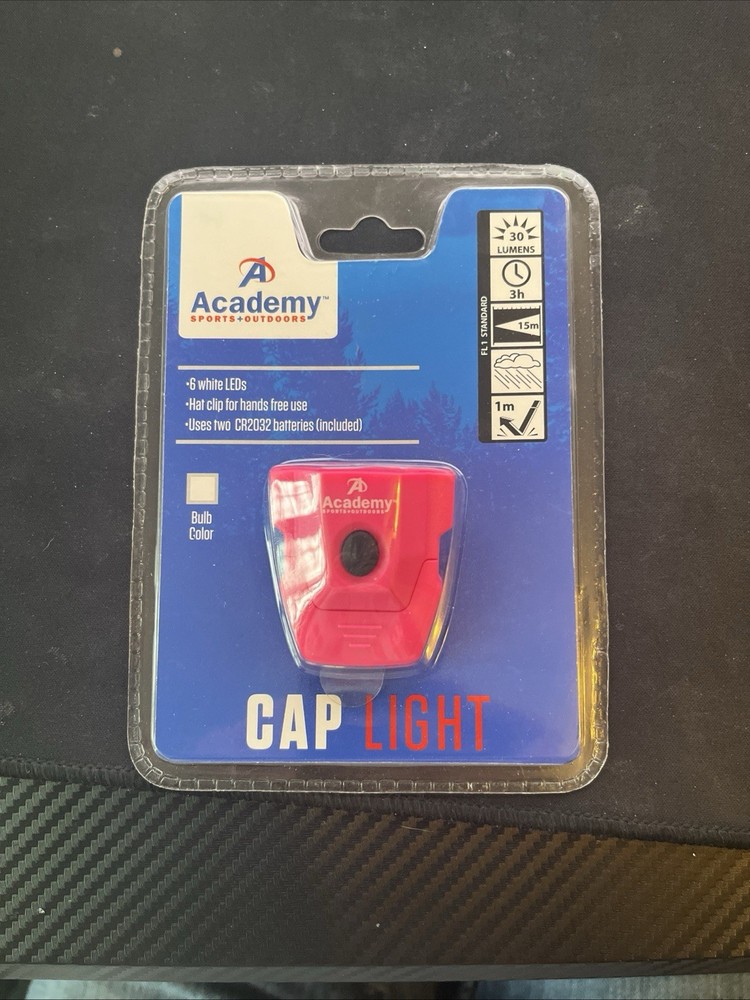 Academy™
SPORTS+OUTDOORS
•6 white LEDs
•Hat clip for hands free use
•Uses two CR2032 batteries (included)
Bulb
Color
FL 1 STANDARD
30
LUMENS
3h
15m
1m
Academy
SPORTS+OUTDOORS
CAP LIGHT